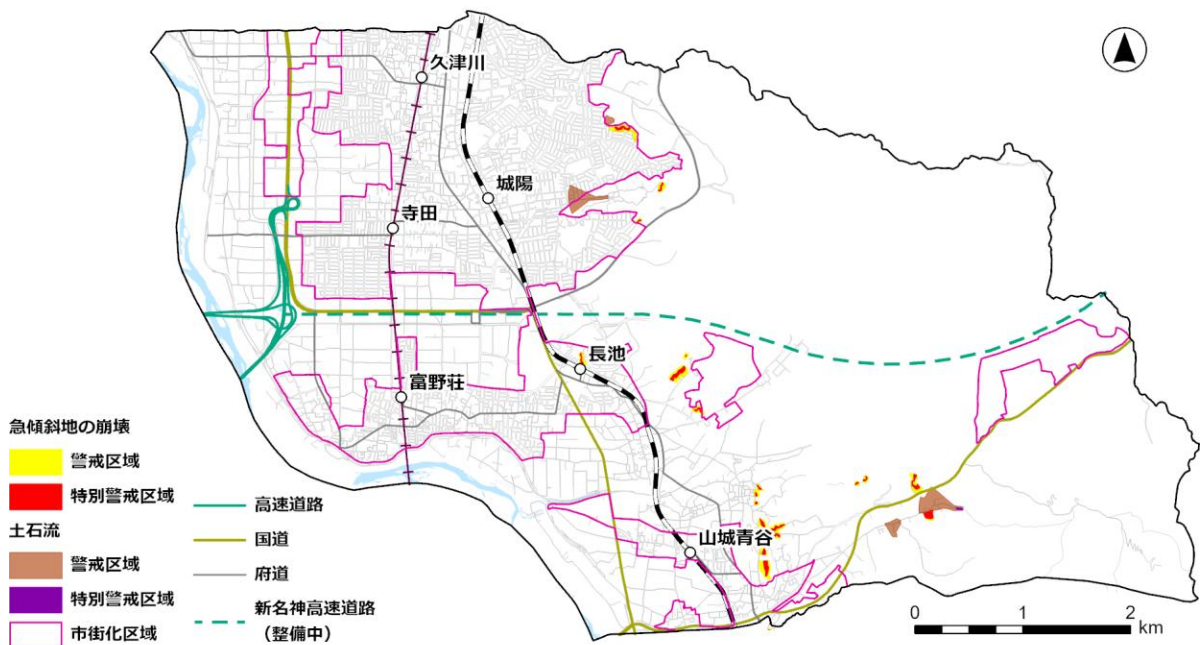 久津川
城陽
寺田
長池
富野荘
山城青谷
急傾斜地の崩壊
警戒区域
特別警戒区域
土石流
警戒区域
特別警戒区域
市街化区域
高速道路
国道
府道
新名神高速道路
（整備中）
0 1 2
km